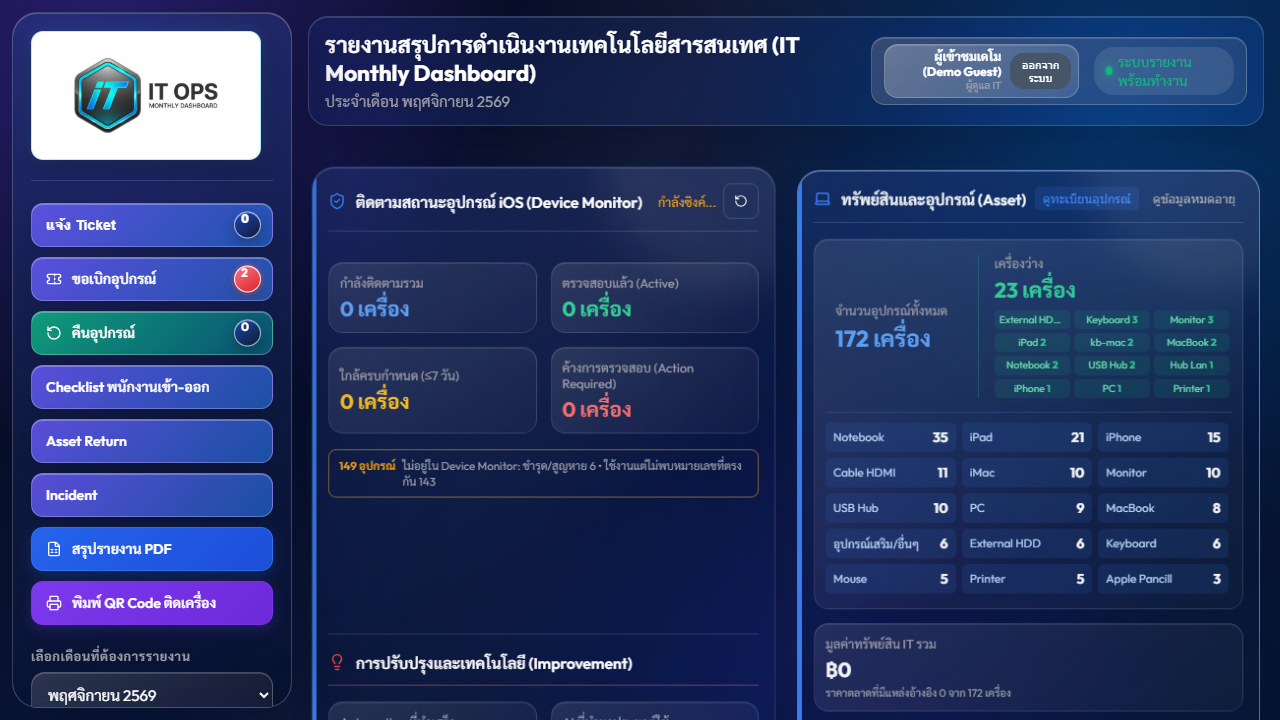 iT IT OPS
MONTHLY DASHBOARD
แจ้ง Ticket 0
ขอเบิกอุปกรณ์ 2
คืนอุปกรณ์ 0
Checklist พนักงานเข้า-ออก
Asset Return
Incident
สรุปรายงาน PDF
พิมพ์ QR Code ติดเครื่อง
เลือกเดือนที่ต้องการรายงาน
พฤศจิกายน 2569
รายงานสรุปการดำเนินงานเทคโนโลยีสารสนเทศ (IT
Monthly Dashboard)
ประจำเดือน พฤศจิกายน 2569
ผู้เข้าชมเดโม
(Demo Guest)
ผู้ดูแล IT
ออกจาก
ระบบ
ระบบรายงาน
พร้อมทำงาน
ติดตามสถานะอุปกรณ์ iOS (Device Monitor) กำลังซิงค์...
กำลังติดตามรวม
0 เครื่อง
ตรวจสอบแล้ว (Active)
0 เครื่อง
ใกล้ครบกำหนด (≤7 วัน)
0 เครื่อง
ค้างการตรวจสอบ (Action
Required)
0 เครื่อง
149 อุปกรณ์ ไม่อยู่ใน Device Monitor: ชำรุด/สูญหาย 6 • ใช้งานแต่ไม่พบหมายเลขที่ตรง
กัน 143
การปรับปรุงและเทคโนโลยี (Improvement)
ทรัพย์สินและอุปกรณ์ (Asset) ดูทะเบียนอุปกรณ์ ดูข้อมูลหมดอายุ
จำนวนอุปกรณ์ทั้งหมด
172 เครื่อง
เครื่องว่าง
23 เครื่อง
External HD... Keyboard 3 Monitor 3
iPad 2 kb-mac 2 MacBook 2
Notebook 2 USB Hub 2 Hub Lan 1
iPhone 1 PC 1 Printer 1
Notebook 35 iPad 21 iPhone 15
Cable HDMI 11 iMac 10 Monitor 10
USB Hub 10 PC 9 MacBook 8
อุปกรณ์เสริม/อื่นๆ 6 External HDD 6 Keyboard 6
Mouse 5 Printer 5 Apple Pancill 3
มูลค่าทรัพย์สิน IT รวม
฿0
ราคาตลาดที่มีแหล่งอ้างอิง 0 จาก 172 เครื่อง